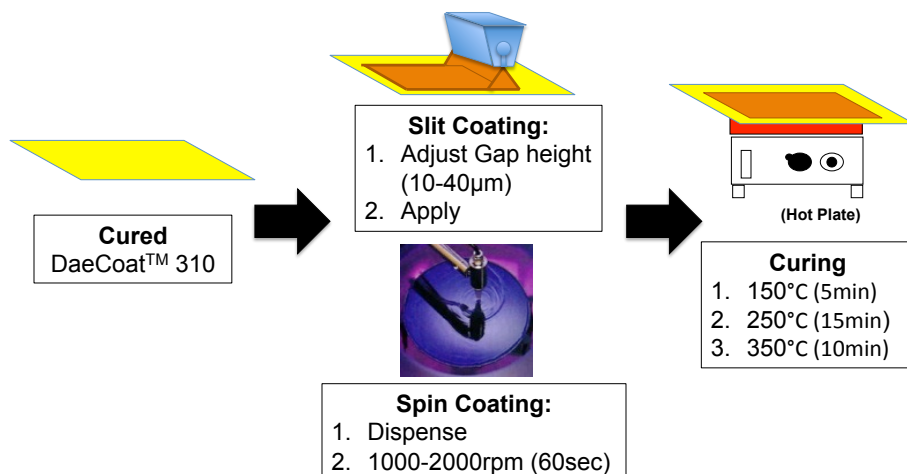 Cured
DaeCoat™ 310
Slit Coating:
1. Adjust Gap height
(10-40µm)
2. Apply
Spin Coating:
1. Dispense
2. 1000-2000rpm (60sec)
(Hot Plate)
Curing
1. 150°C (5min)
2. 250°C (15min)
3. 350°C (10min)